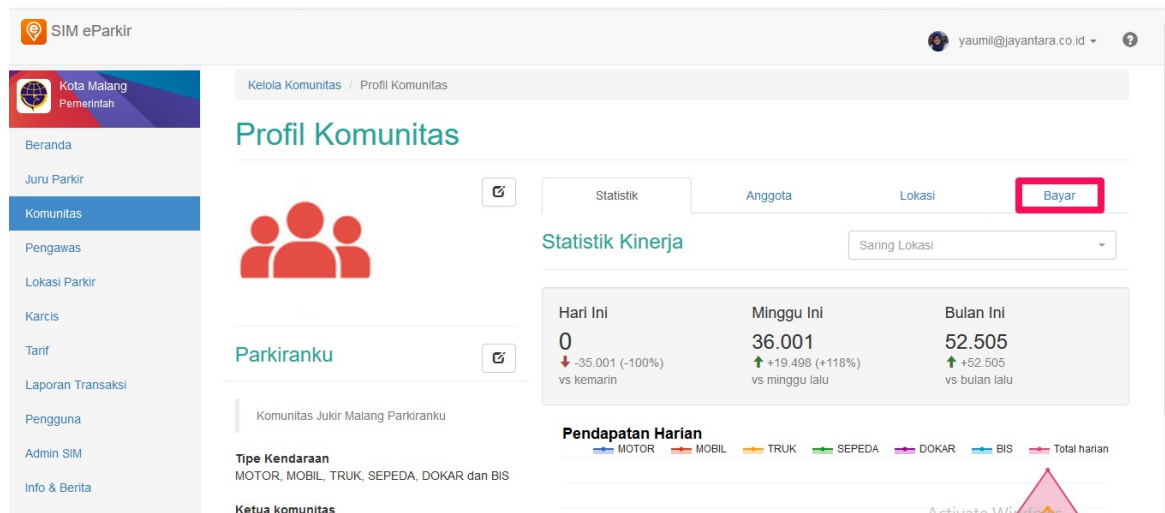 SIM eParkir
yaumil@jayantara.co.id
Kota Malang
Pemerintah
Beranda
Juru Parkir
Komunitas
Pengawas
Lokasi Parkir
Karcis
Tarif
Laporan Transaksi
Pengguna
Admin SIM
Info & Berita
Kelola Komunitas / Profil Komunitas
Profil Komunitas
Parkiranku
Komunitas Jukir Malang Parkiranku
Tipe Kendaraan
MOTOR, MOBIL, TRUK, SEPEDA, DOKAR dan BIS
Ketua komunitas
Statistik Anggota Lokasi Bayar
Statistik Kinerja
Saring Lokasi
Hari Ini
0
-35.001 (-100%)
vs kemarin
Minggu Ini
36.001
+19.498 (+118%)
vs minggu lalu
Bulan Ini
52.505
+52.505
vs bulan lalu
Pendapatan Harian
MOTOR MOBIL TRUK SEPEDA DOKAR BIS Total harian
Activate Windows